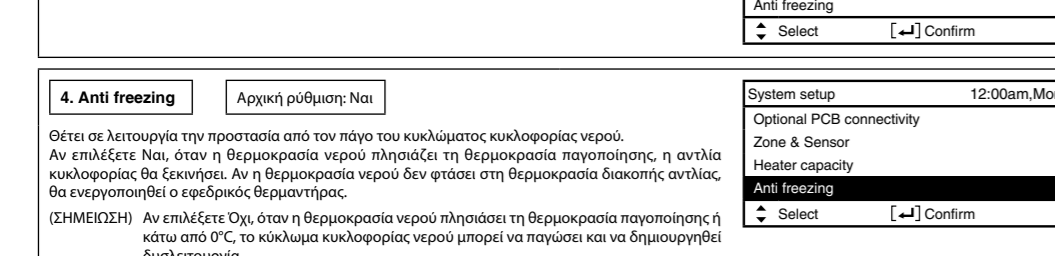 Anti freezing
Select [↵] Confirm
4. Anti freezing
Αρχική ρύθμιση: Ναι
Θέτει σε λειτουργία την προστασία από τον πάγο του κυκλώματος κυκλοφορίας νερού.
Αν επιλέξετε Ναι, όταν η θερμοκρασία νερού πλησιάζει τη θερμοκρασία παγοποίησης, η αντλία
κυκλοφορίας θα ξεκινήσει. Αν η θερμοκρασία νερού δεν φτάσει στη θερμοκρασία διακοπής αντλίας,
θα ενεργοποιηθεί ο εφεδρικός θερμαντήρας.
(ΣΗΜΕΙΩΣΗ) Αν επιλέξετε Όχι, όταν η θερμοκρασία νερού πλησιάσει τη θερμοκρασία παγοποίησης ή
κάτω από 0°C, το κύκλωμα κυκλοφορίας νερού μπορεί να παγώσει και να δημιουργηθεί
δυσλειτουργία.
System setup 12:00am,Mo
Optional PCB connectivity
Zone & Sensor
Heater capacity
Anti freezing
Select [↵] Confirm